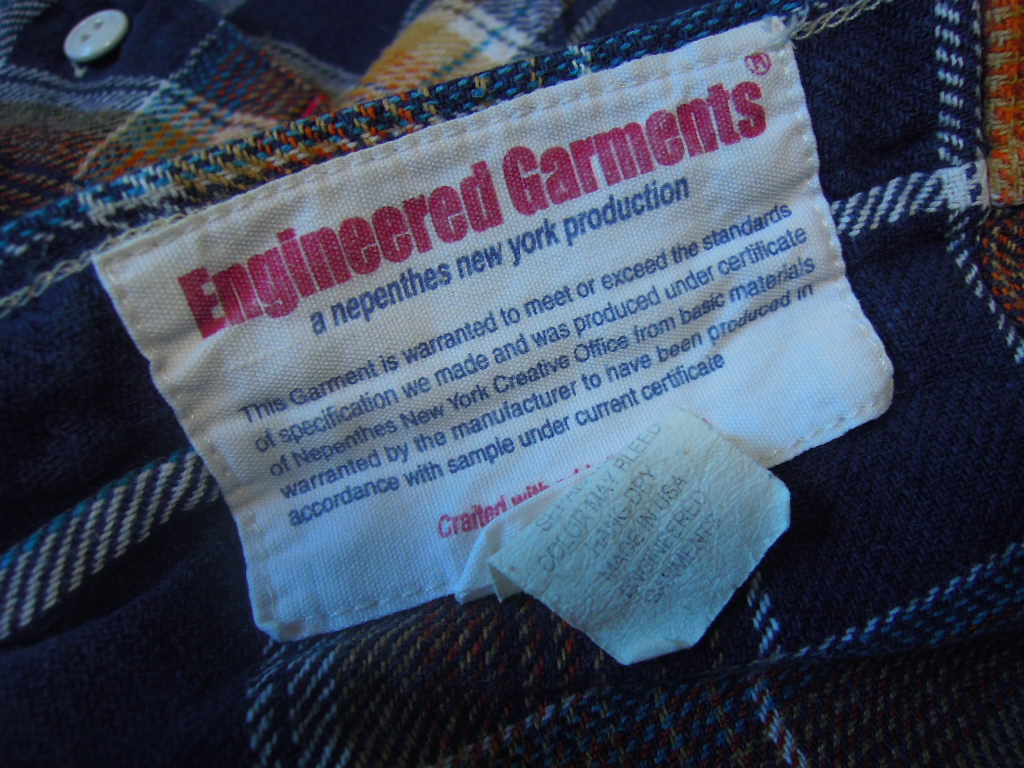 Engineered Garments®
a nepenthes new york production
This Garment is warranted to meet or exceed the standards
of specification we made and was produced under certificate
of Nepenthes New York Creative Office from basic materials
warranted by the manufacturer to have been produced in
accordance with sample under current certificate
Crafted with
COLOR MAY BLEED
HANG DRY
MADE IN USA
ENGINEERED
GARMENTS